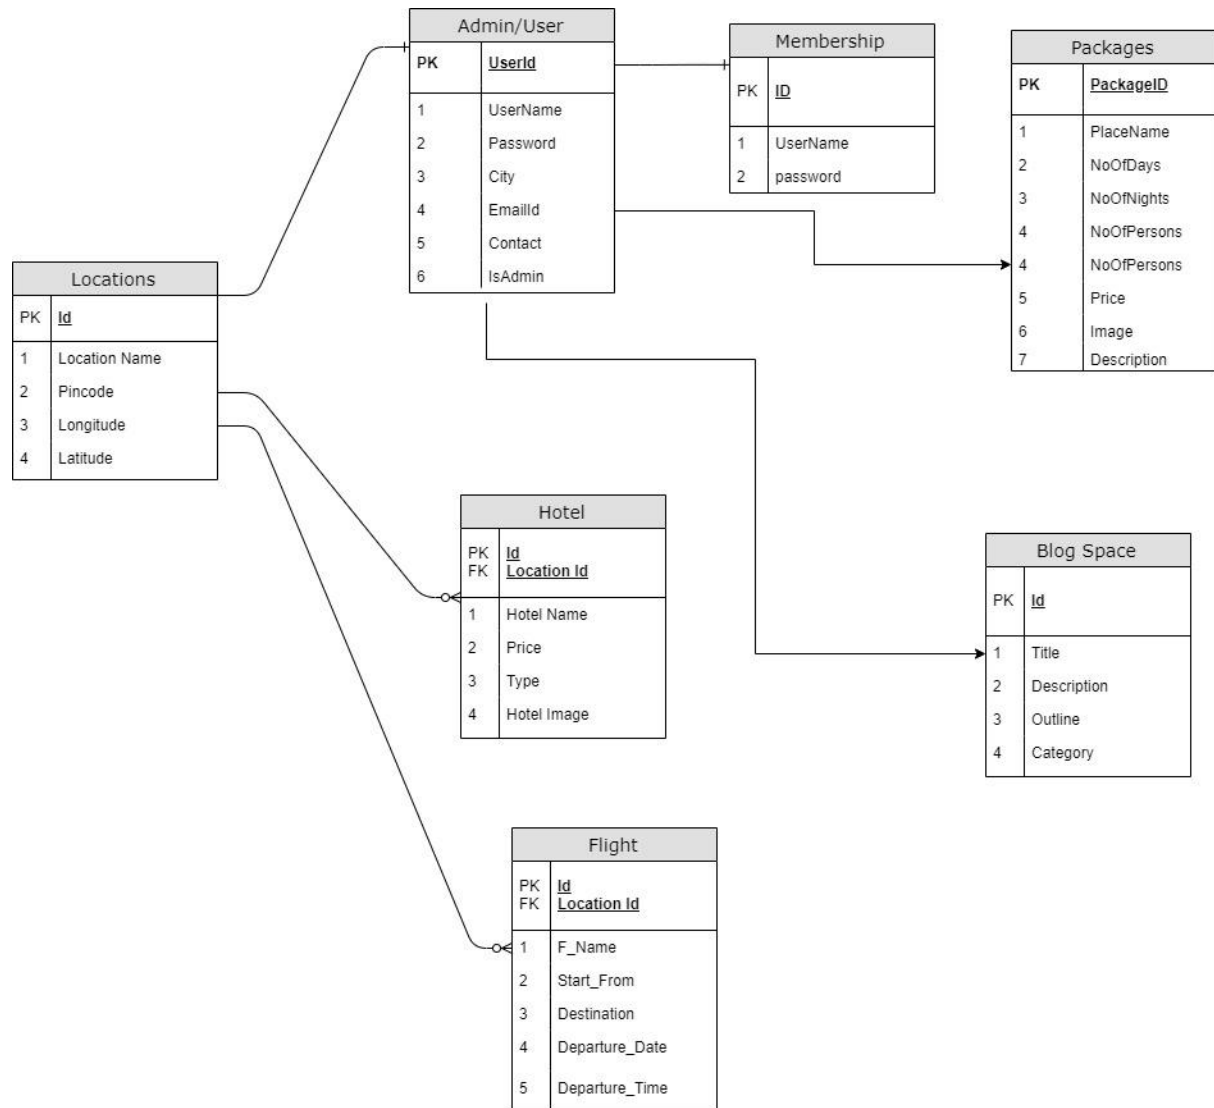 Admin/User
PK UserId
1 UserName
2 Password
3 City
4 EmailId
5 Contact
6 IsAdmin
Membership
PK ID
1 UserName
2 password
Packages
PK PackageID
1 PlaceName
2 NoOfDays
3 NoOfNights
4 NoOfPersons
4 NoOfPersons
5 Price
6 Image
7 Description
Locations
PK Id
1 Location Name
2 Pincode
3 Longitude
4 Latitude
Hotel
PK Id
FK Location Id
1 Hotel Name
2 Price
3 Type
4 Hotel Image
Blog Space
PK Id
1 Title
2 Description
3 Outline
4 Category
Flight
PK Id
FK Location Id
1 F_Name
2 Start_From
3 Destination
4 Departure_Date
5 Departure_Time